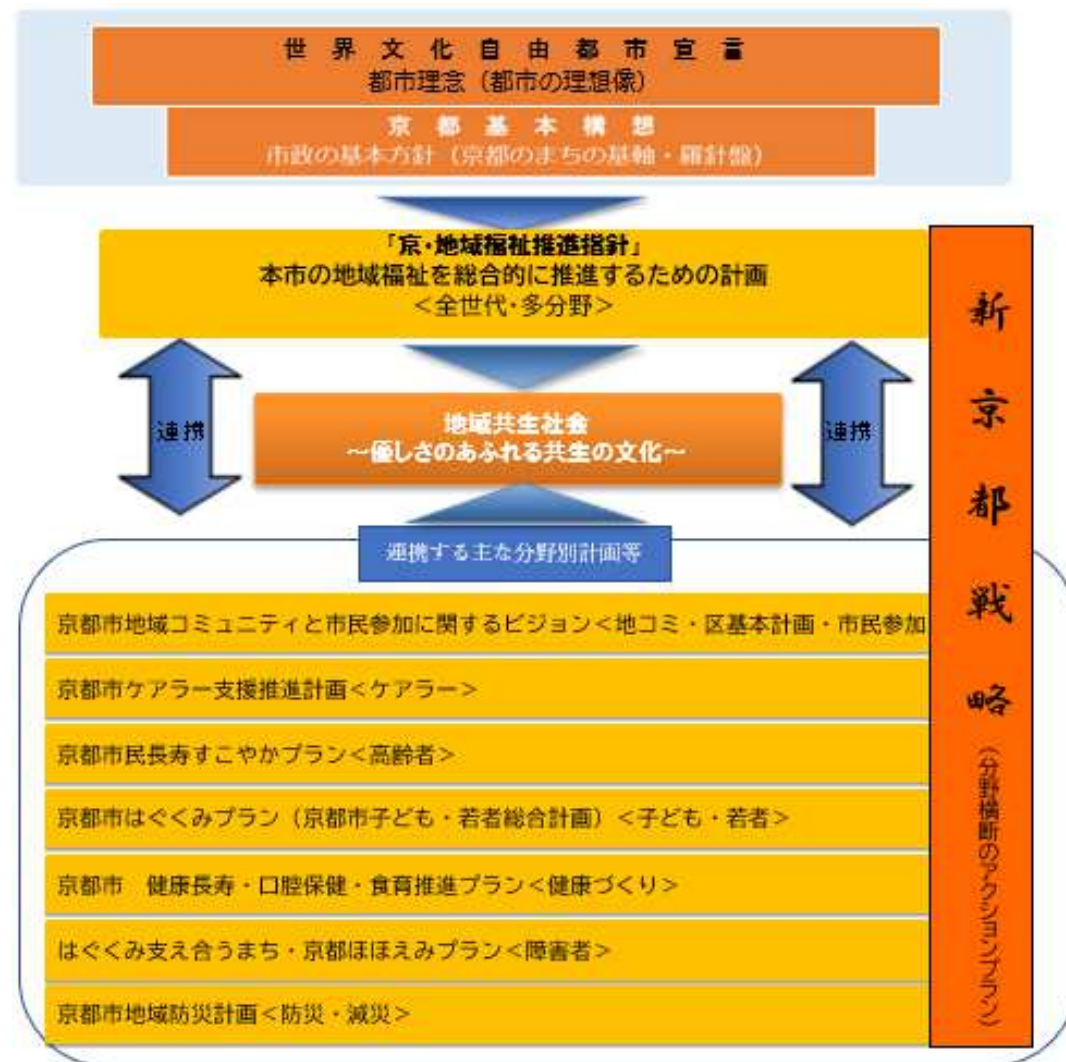 世界文化自由都市宣言
都市理念（都市の理想像）
京都基本構想
市政の基本方針（京都のまちの基軸・羅針盤）
「京・地域福祉推進指針」
本市の地域福祉を総合的に推進するための計画
＜全世代・多分野＞
連携
地域共生社会
～優しさのあふれる共生の文化～
連携
連携する主な分野別計画等
京都市地域コミュニティと市民参加に関するビジョン＜地コミ・区基本計画・市民参加
京都市ケアラー支援推進計画＜ケアラー＞
京都市民長寿すこやかプラン＜高齢者＞
京都市はぐくみプラン（京都市子ども・若者総合計画）＜子ども・若者＞
京都市　健康長寿・口腔保健・食育推進プラン＜健康づくり＞
はぐくみ支え合うまち・京都ほほえみプラン＜障害者＞
京都市地域防災計画＜防災・減災＞
新京都戦略（分野横断のアクションプラン）